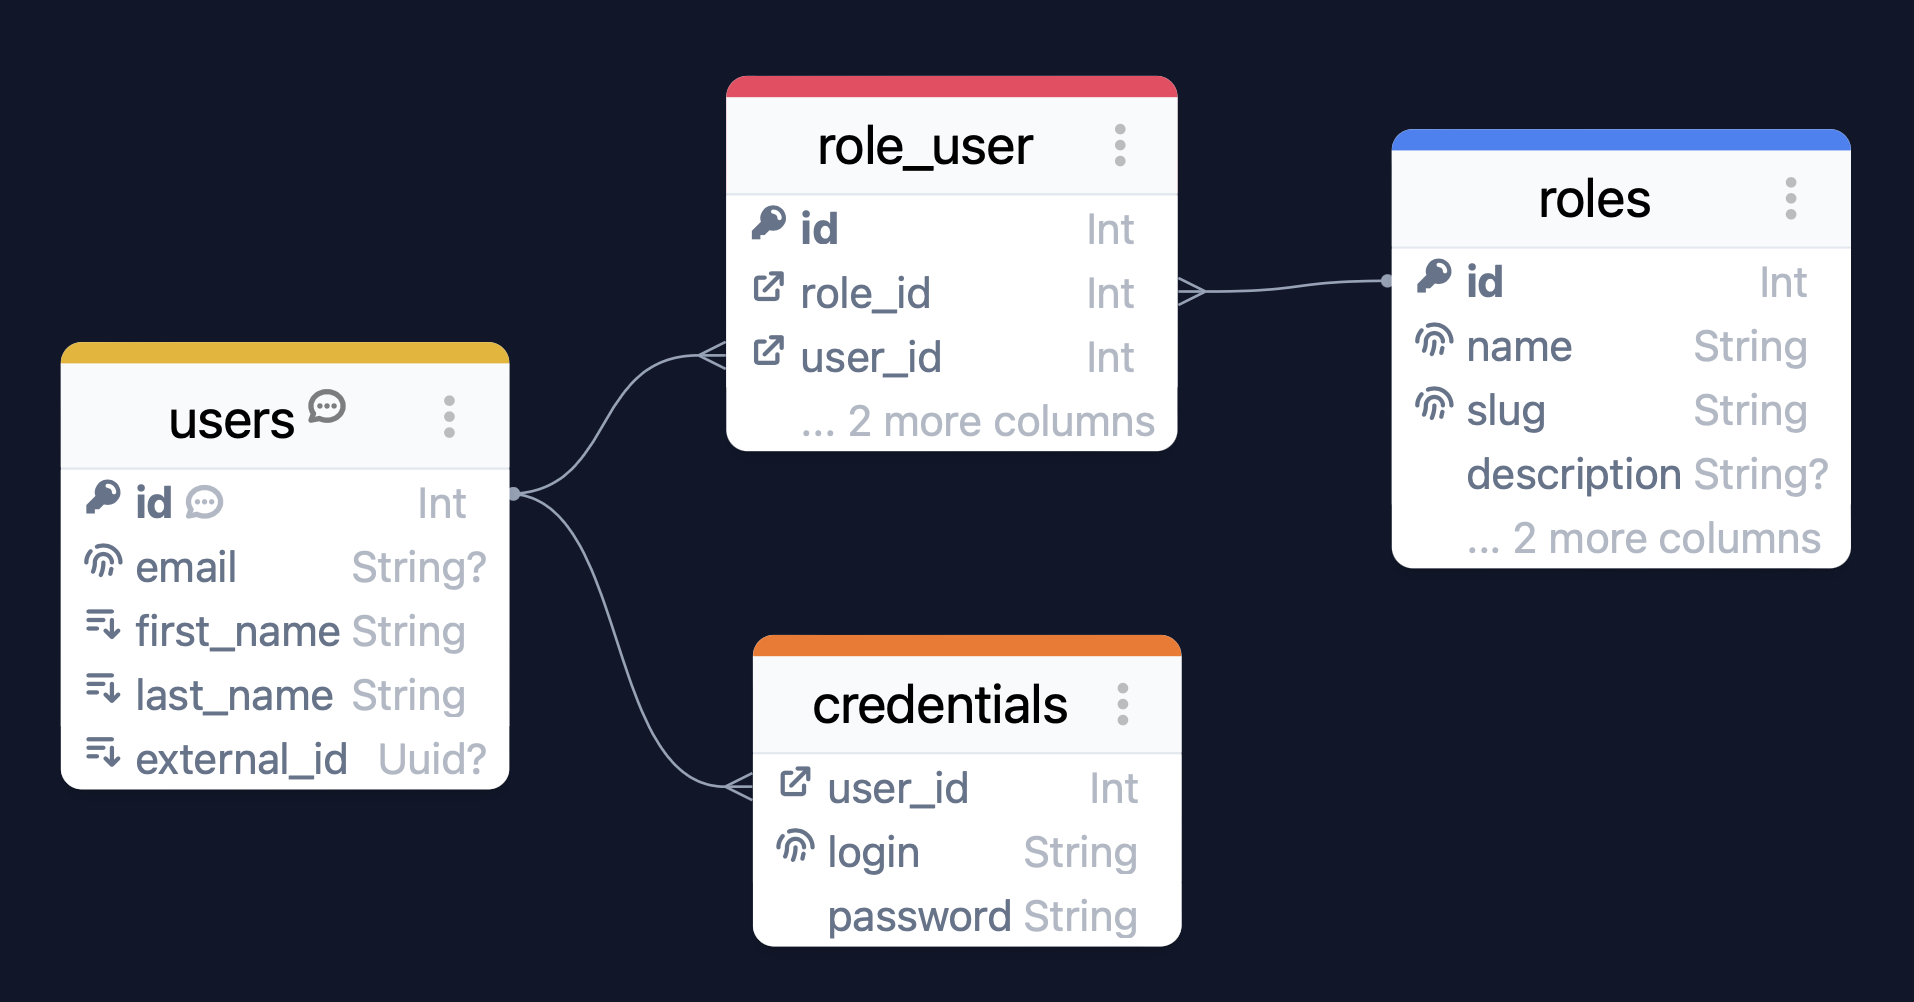 role_user
id Int
role_id Int
user_id Int
... 2 more columns
roles
id Int
name String
slug String
description String?
... 2 more columns
users
id Int
email String?
first_name String
last_name String
external_id Uuid?
credentials
user_id Int
login String
password String